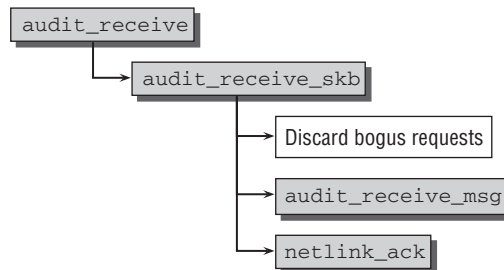 audit_receive
audit_receive_skb
Discard bogus requests
audit_receive_msg
netlink_ack